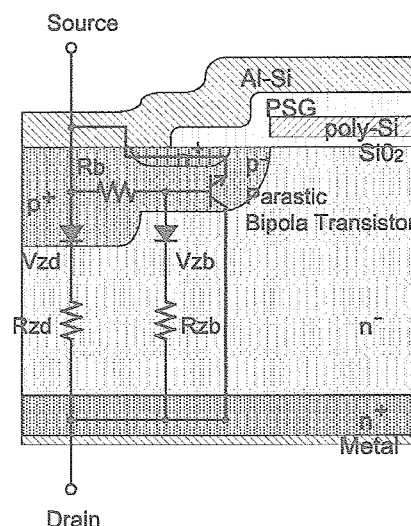 Source
Al-Si
PSG
poly-Si
SiO₂
Rb
p⁻
p⁺
Parastic
Bipola Transistor
Vzd
Vzb
Rzd
Rzb
n⁻
n⁺
Metal
Drain